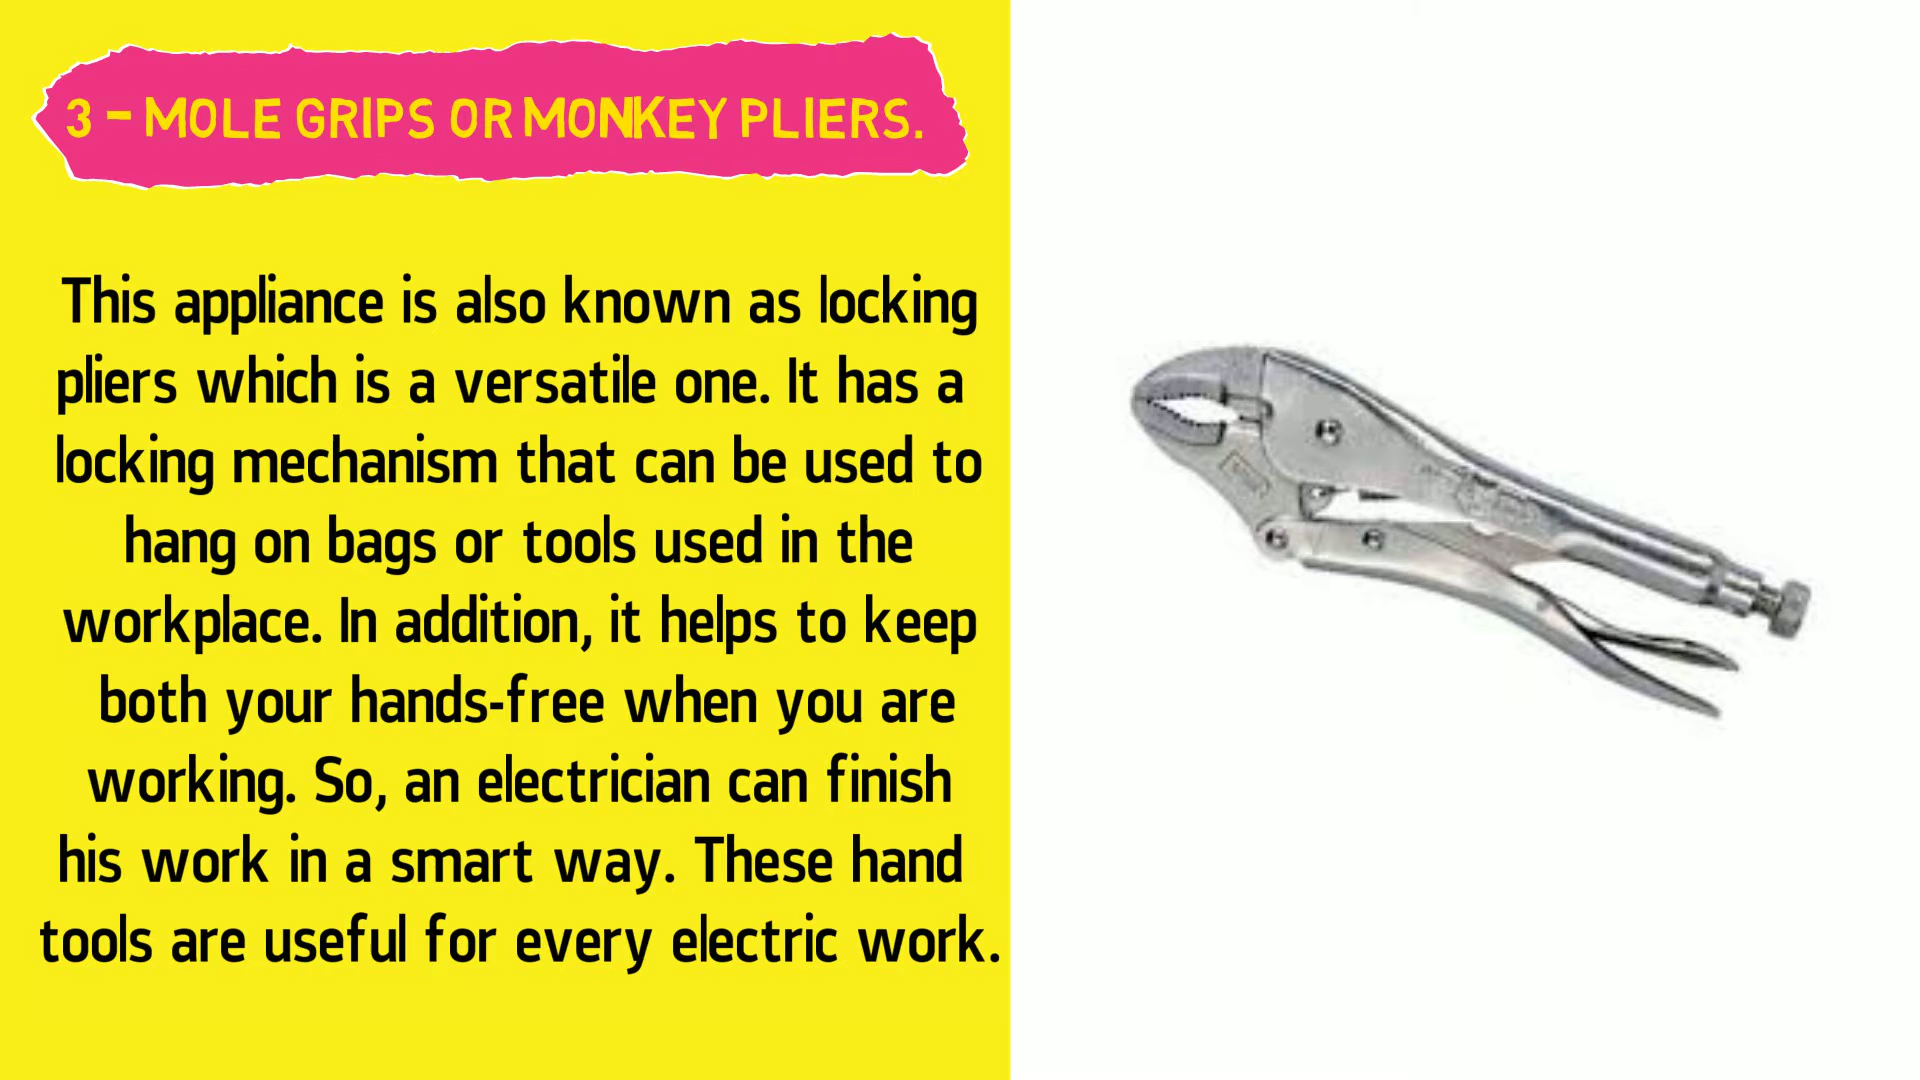 3 - MOLE GRIPS OR MONKEY PLIERS.
This appliance is also known as locking
pliers which is a versatile one. It has a
locking mechanism that can be used to
hang on bags or tools used in the
workplace. In addition, it helps to keep
both your hands-free when you are
working. So, an electrician can finish
his work in a smart way. These hand
tools are useful for every electric work.